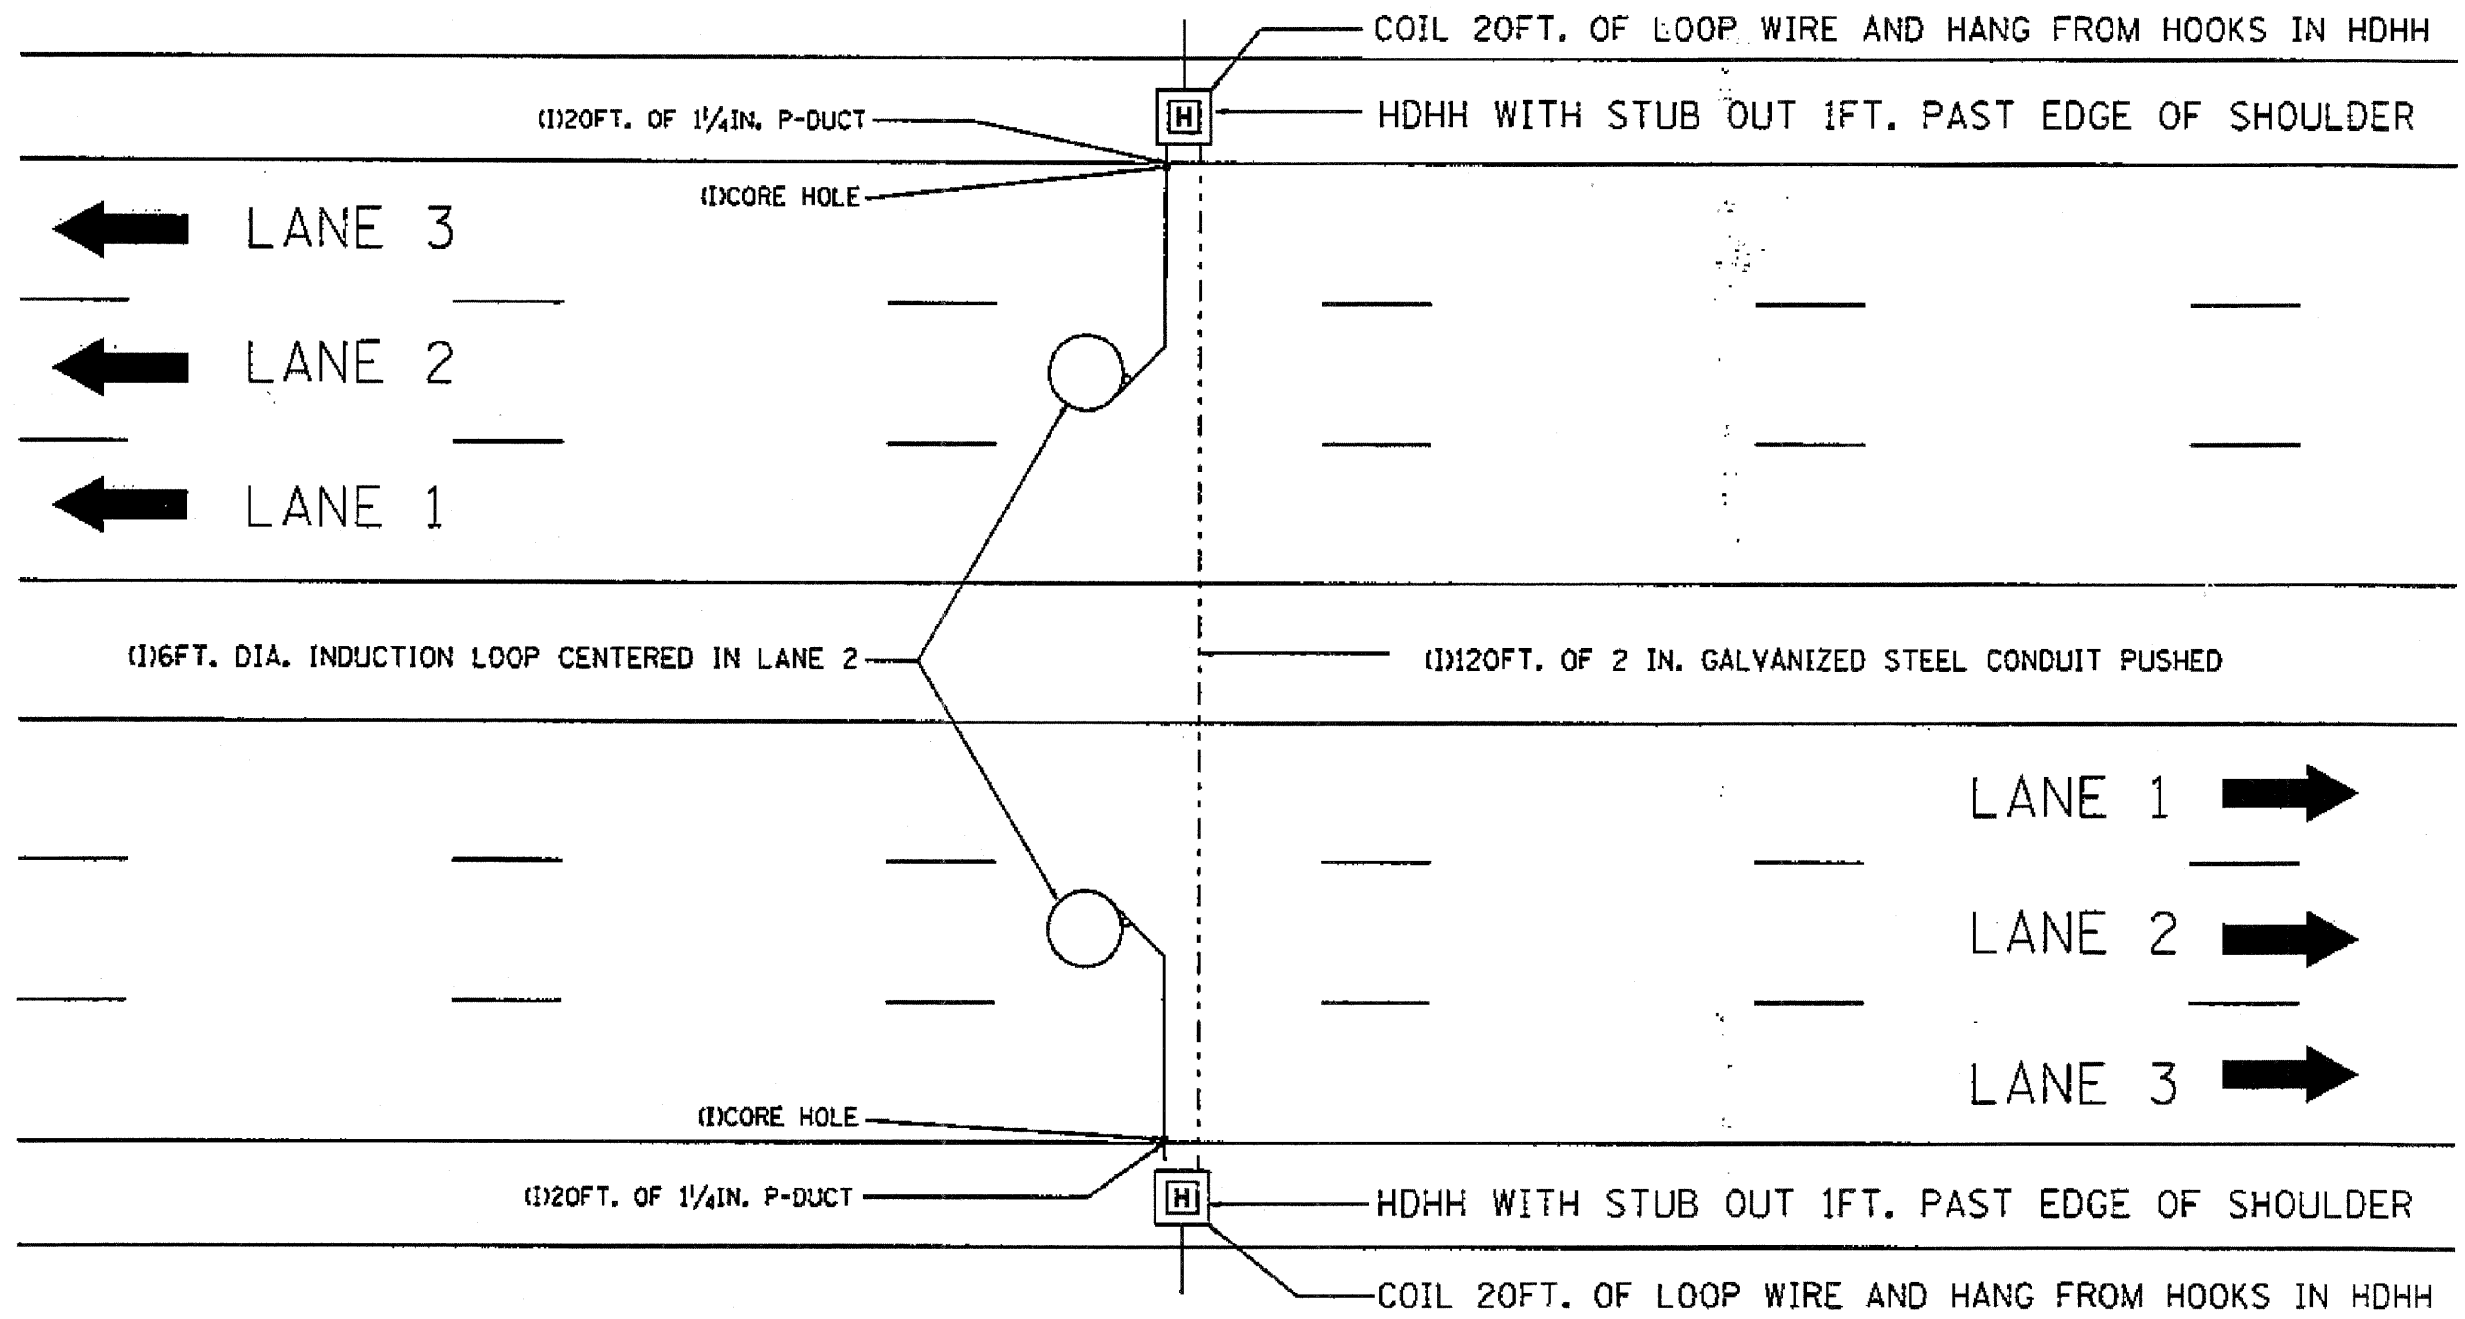 COIL 20FT. OF LOOP WIRE AND HANG FROM HOOKS IN HDHH
(1)20FT. OF 1 1/4IN. P-DUCT
H
HDHH WITH STUB OUT 1FT. PAST EDGE OF SHOULDER
(1)CORE HOLE
LANE 3
LANE 2
LANE 1
(1)6FT. DIA. INDUCTION LOOP CENTERED IN LANE 2
(1)120FT. OF 2 IN. GALVANIZED STEEL CONDUIT PUSHED
LANE 1
LANE 2
LANE 3
(1)CORE HOLE
(1)20FT. OF 1 1/4IN. P-DUCT
H
HDHH WITH STUB OUT 1FT. PAST EDGE OF SHOULDER
COIL 20FT. OF LOOP WIRE AND HANG FROM HOOKS IN HDHH